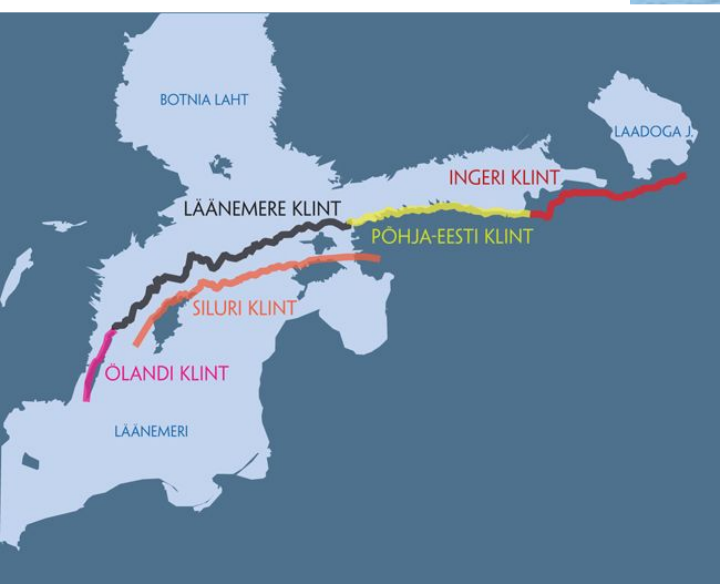 BOTNIA LAHT
LAADOGA J.
INGERI KLINT
LÄÄNEMERE KLINT
PÕHJA-EESTI KLINT
SILURI KLINT
ÖLANDI KLINT
LÄÄNEMERI